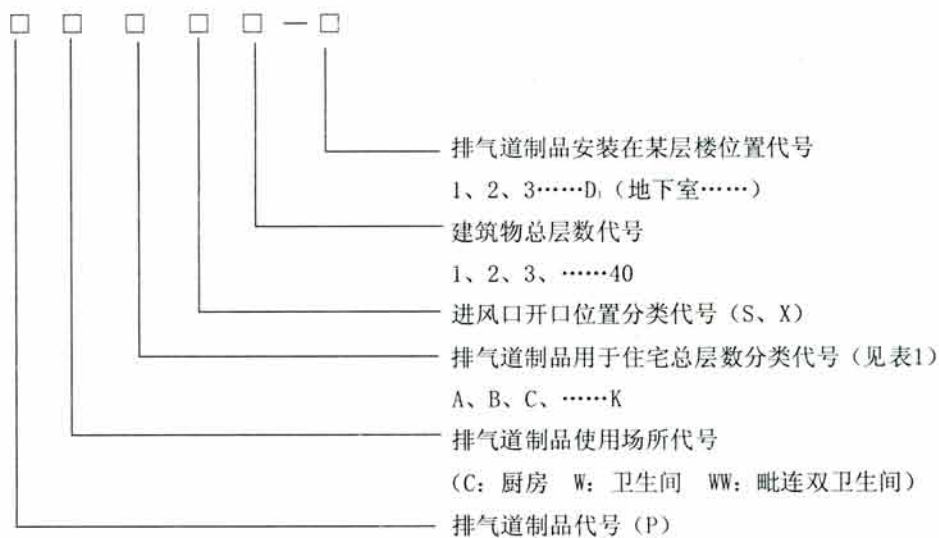 □ □ □ □ □ — □
排气道制品安装在某层楼位置代号
1、2、3……D₁（地下室……）
建筑物总层数代号
1、2、3、……40
进风口开口位置分类代号（S、X）
排气道制品用于住宅总层数分类代号（见表1）
A、B、C、……K
排气道制品使用场所代号
（C：厨房　W：卫生间　WW：毗连双卫生间）
排气道制品代号（P）